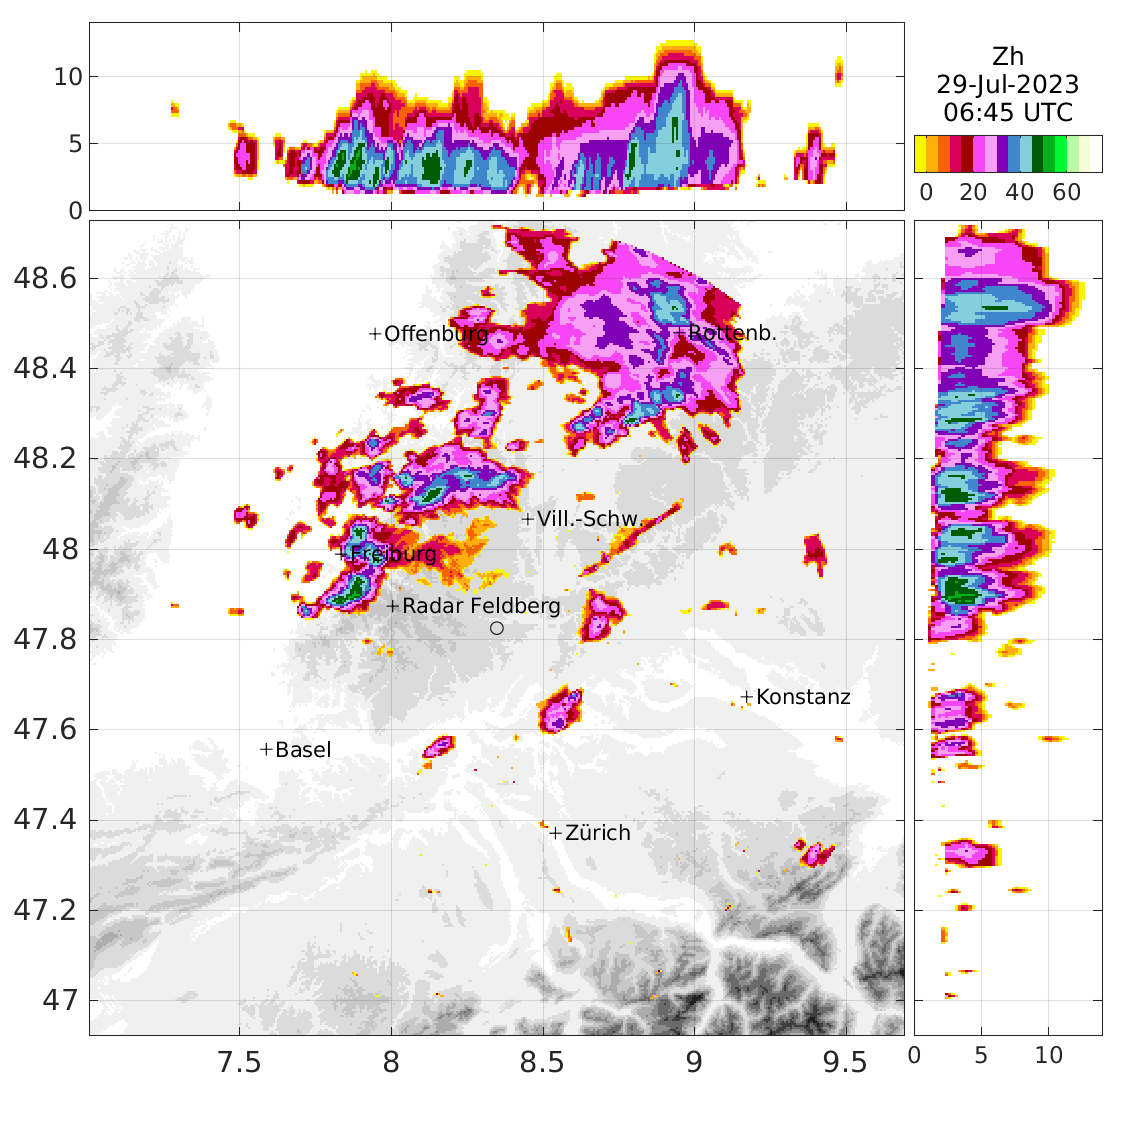 10
5
0
Zh
29-Jul-2023
06:45 UTC
0 20 40 60
48.6
48.4
48.2
48
47.8
47.6
47.4
47.2
47
+Offenburg
+Rottenb.
+Vill.-Schw.
+Freiburg
+Radar Feldberg
+Konstanz
+Basel
+Zürich
7.5 8 8.5 9 9.5
0 5 10